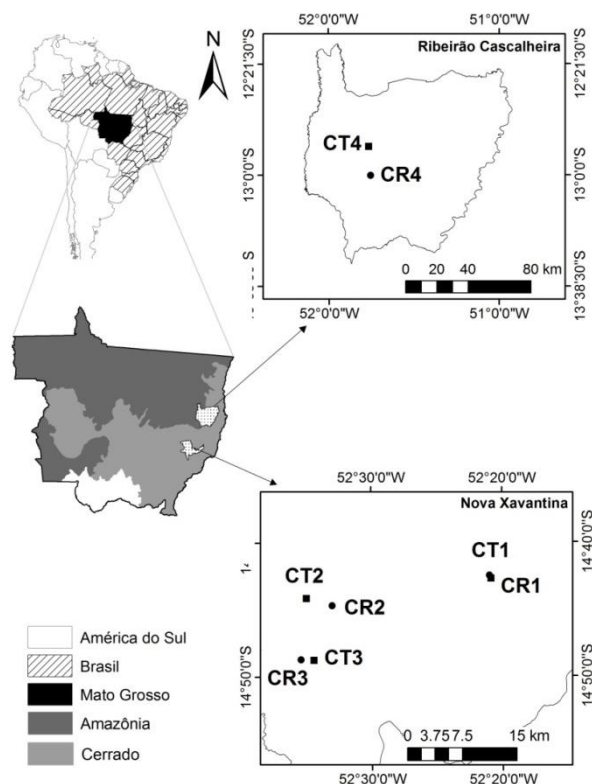 N
52°0'0"W
51°0'0"W
Ribeirão Cascalheira
12°21'30"S
12°21'30"S
CT4
CR4
13°0'0"S
13°0'0"S
0 20 40 80 km
13°38'30"S
S
52°0'0"W
51°0'0"W
52°30'0"W
52°20'0"W
Nova Xavantina
14°40'0"S
CT1
CR1
CT2
CR2
CR3
CT3
14°50'0"S
14°50'0"S
0 3.75 7.5 15 km
52°30'0"W
52°20'0"W
América do Sul
Brasil
Mato Grosso
Amazônia
Cerrado